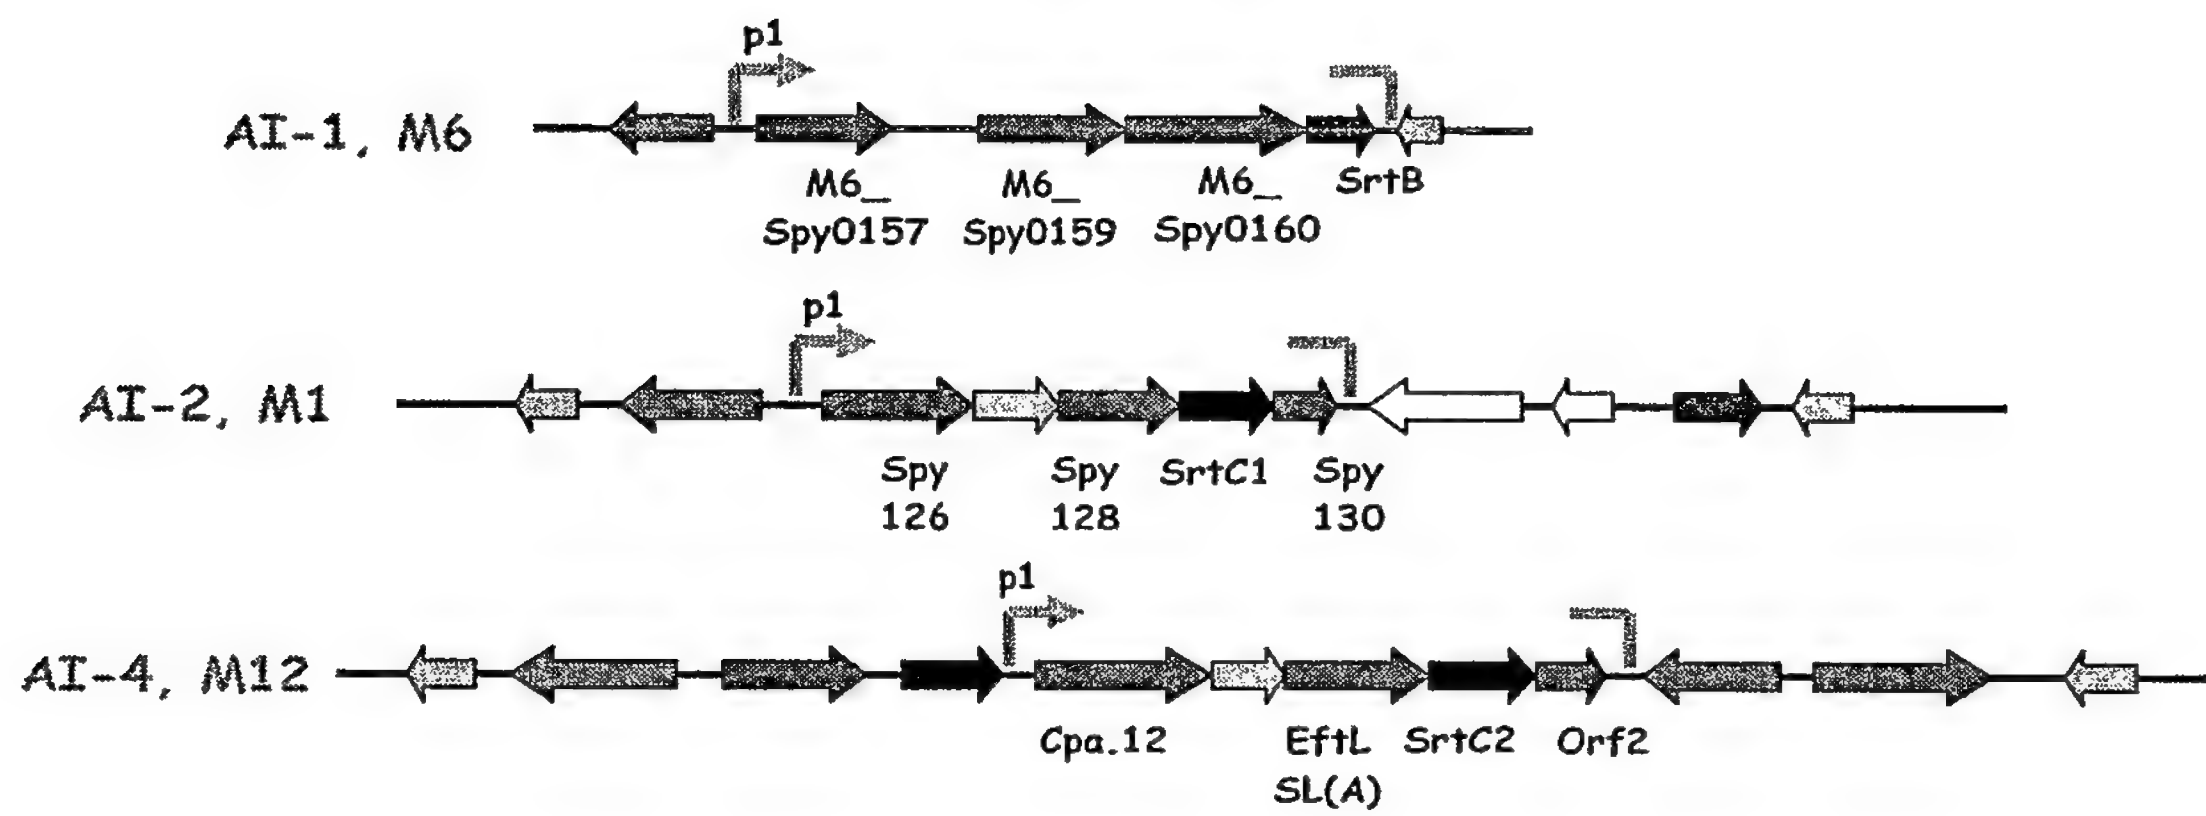 p1
AI-1, M6
M6_ M6_ M6_ SrtB
Spy0157 Spy0159 Spy0160
p1
AI-2, M1
Spy Spy SrtC1 Spy
126 128 130
p1
AI-4, M12
Cpa.12 EftL SrtC2 Orf2
SL(A)